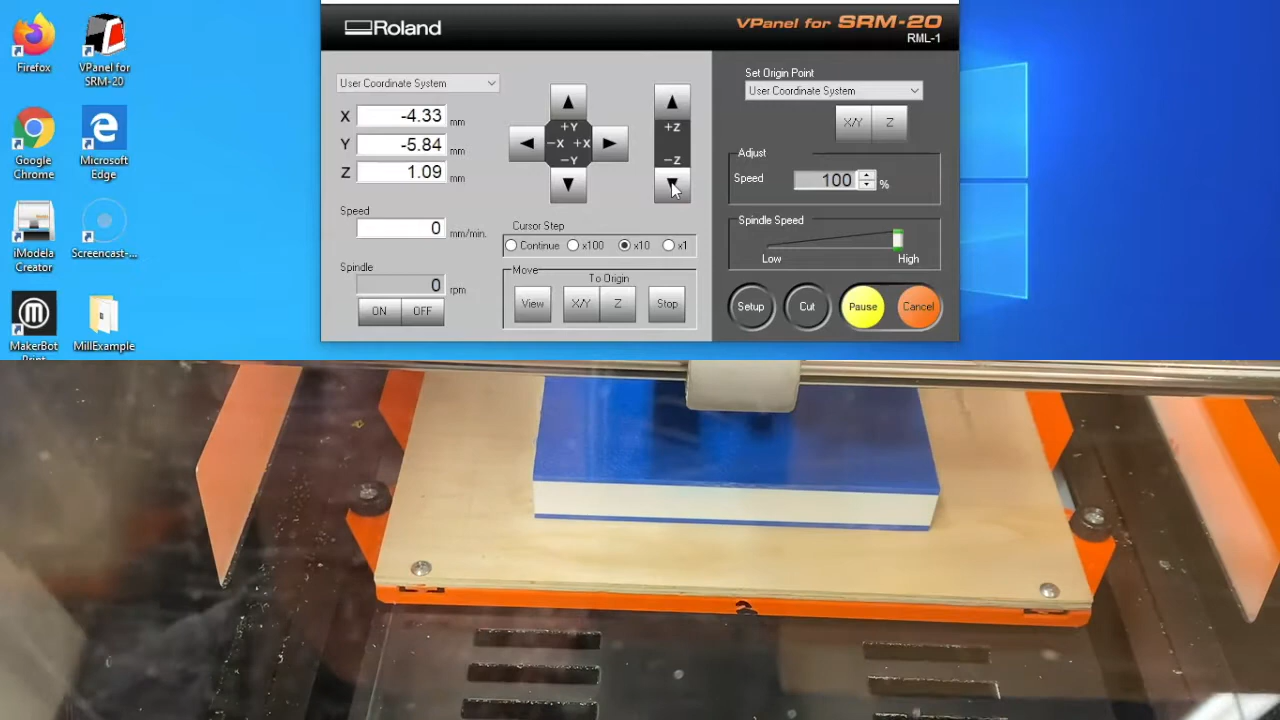 Firefox
VPanel for
SRM-20
Google
Chrome
Microsoft
Edge
iModela
Creator
Screencast-...
MakerBot
Print
MillExample
Roland
VPanel for SRM-20
RML-1
User Coordinate System
X -4.33 mm
Y -5.84 mm
Z 1.09 mm
Speed
0 mm/min.
Spindle
0 rpm
ON OFF
+Y
-X +X
-Y
+Z
-Z
Cursor Step
Continue x100 x10 x1
Move
To Origin
View X/Y Z Stop
Set Origin Point
User Coordinate System
X/Y Z
Adjust
Speed 100 %
Spindle Speed
Low High
Setup Cut Pause Cancel